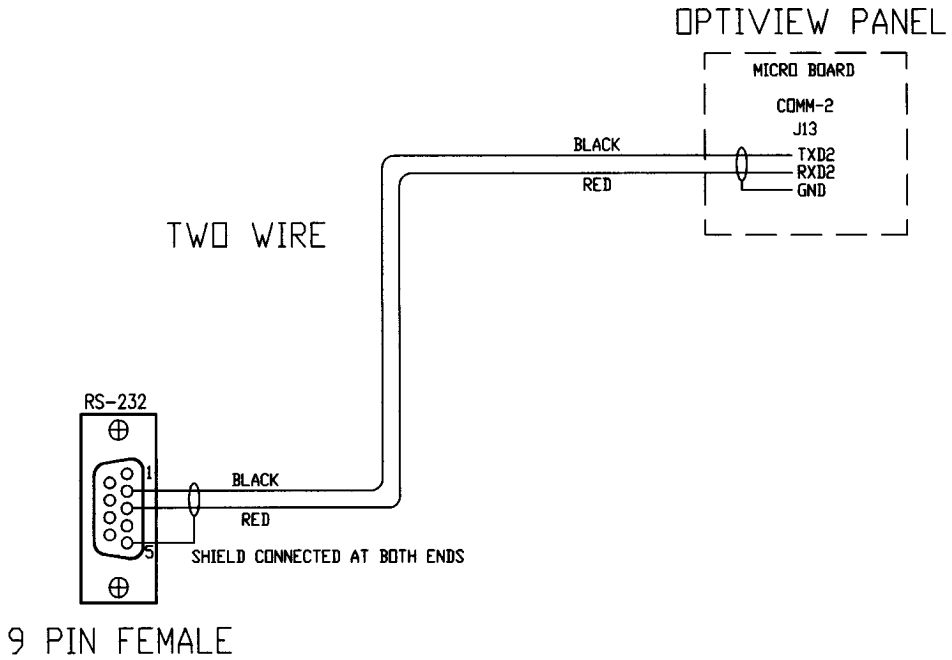 OPTIVIEW PANEL
MICRO BOARD
COMM-2
J13
BLACK
TXD2
RXD2
RED
GND
TWO WIRE
RS-232
1
BLACK
RED
5
SHIELD CONNECTED AT BOTH ENDS
9 PIN FEMALE